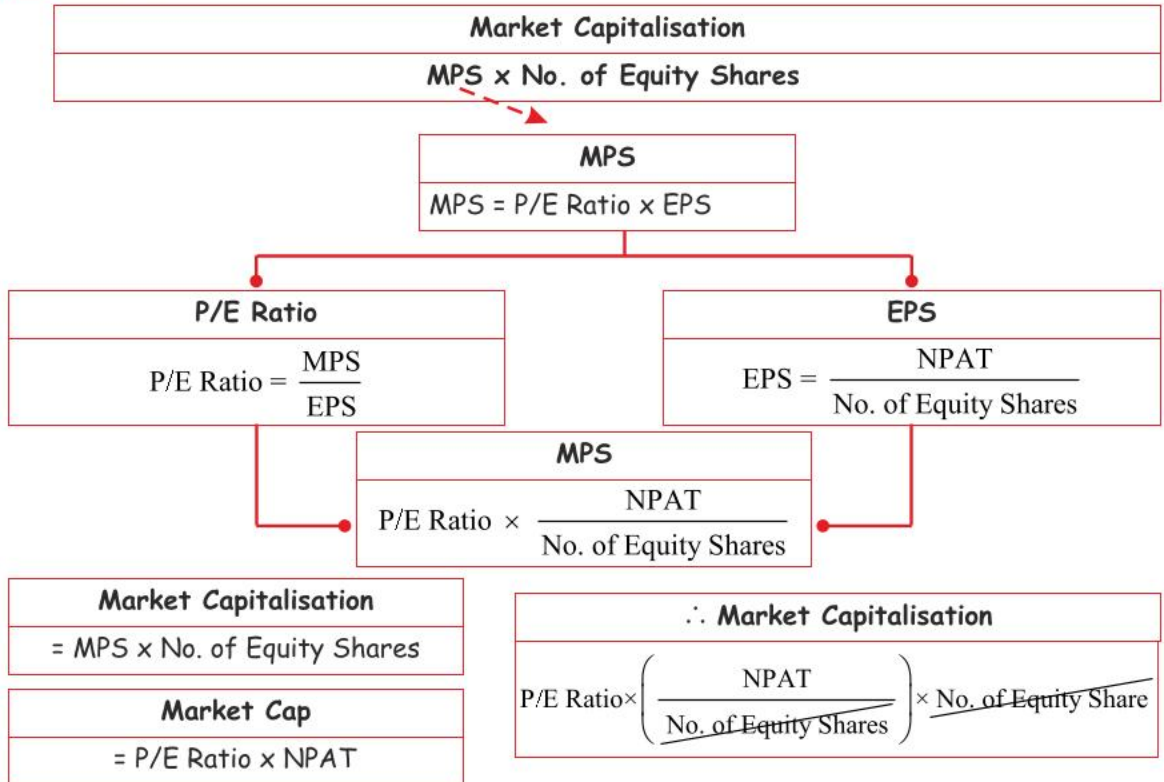 Market Capitalisation
MPS x No. of Equity Shares
MPS
MPS = P/E Ratio x EPS
P/E Ratio
P/E Ratio = MPS / EPS
EPS
EPS = NPAT / No. of Equity Shares
MPS
P/E Ratio × NPAT / No. of Equity Shares
Market Capitalisation
= MPS x No. of Equity Shares
Market Cap
= P/E Ratio x NPAT
∴ Market Capitalisation
P/E Ratio×( NPAT / No. of Equity Shares )× No. of Equity Share